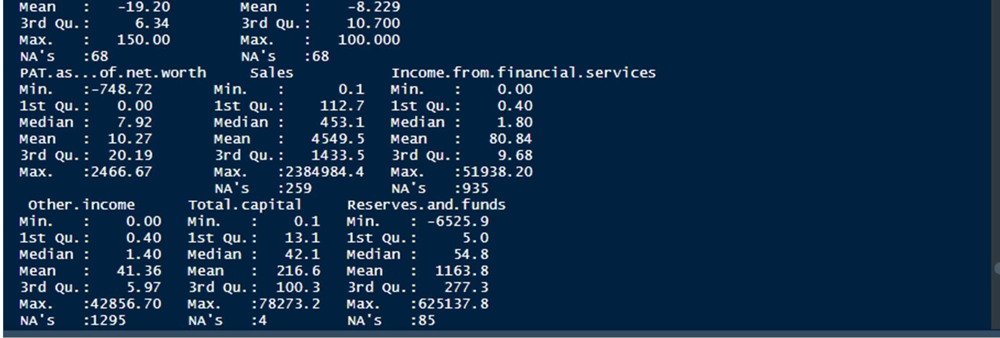 Mean   :   -19.20        Mean   :    -8.229
3rd Qu.:     6.34        3rd Qu.:    10.700
Max.   :   150.00        Max.   :   100.000
NA's   :68               NA's   :68
PAT.as...of.net.worth     Sales           Income.from.financial.services
Min.   :-748.72       Min.   :      0.1   Min.   :    0.00
1st Qu.:   0.00       1st Qu.:    112.7   1st Qu.:    0.40
Median :   7.92       Median :    453.1   Median :    1.80
Mean   :  10.27       Mean   :   4549.5   Mean   :   80.84
3rd Qu.:  20.19       3rd Qu.:   1433.5   3rd Qu.:    9.68
Max.   :2466.67       Max.   :2384984.4   Max.   :51938.20
NA's   :259         NA's   :935
Other.income      Total.capital     Reserves.and.funds
Min.   :    0.00   Min.   :    0.1   Min.   : -6525.9
1st Qu.:    0.40   1st Qu.:   13.1   1st Qu.:     5.0
Median :    1.40   Median :   42.1   Median :    54.8
Mean   :   41.36   Mean   :  216.6   Mean   :  1163.8
3rd Qu.:    5.97   3rd Qu.:  100.3   3rd Qu.:   277.3
Max.   :42856.70   Max.   :78273.2   Max.   :625137.8
NA's   :1295       NA's   :4         NA's   :85